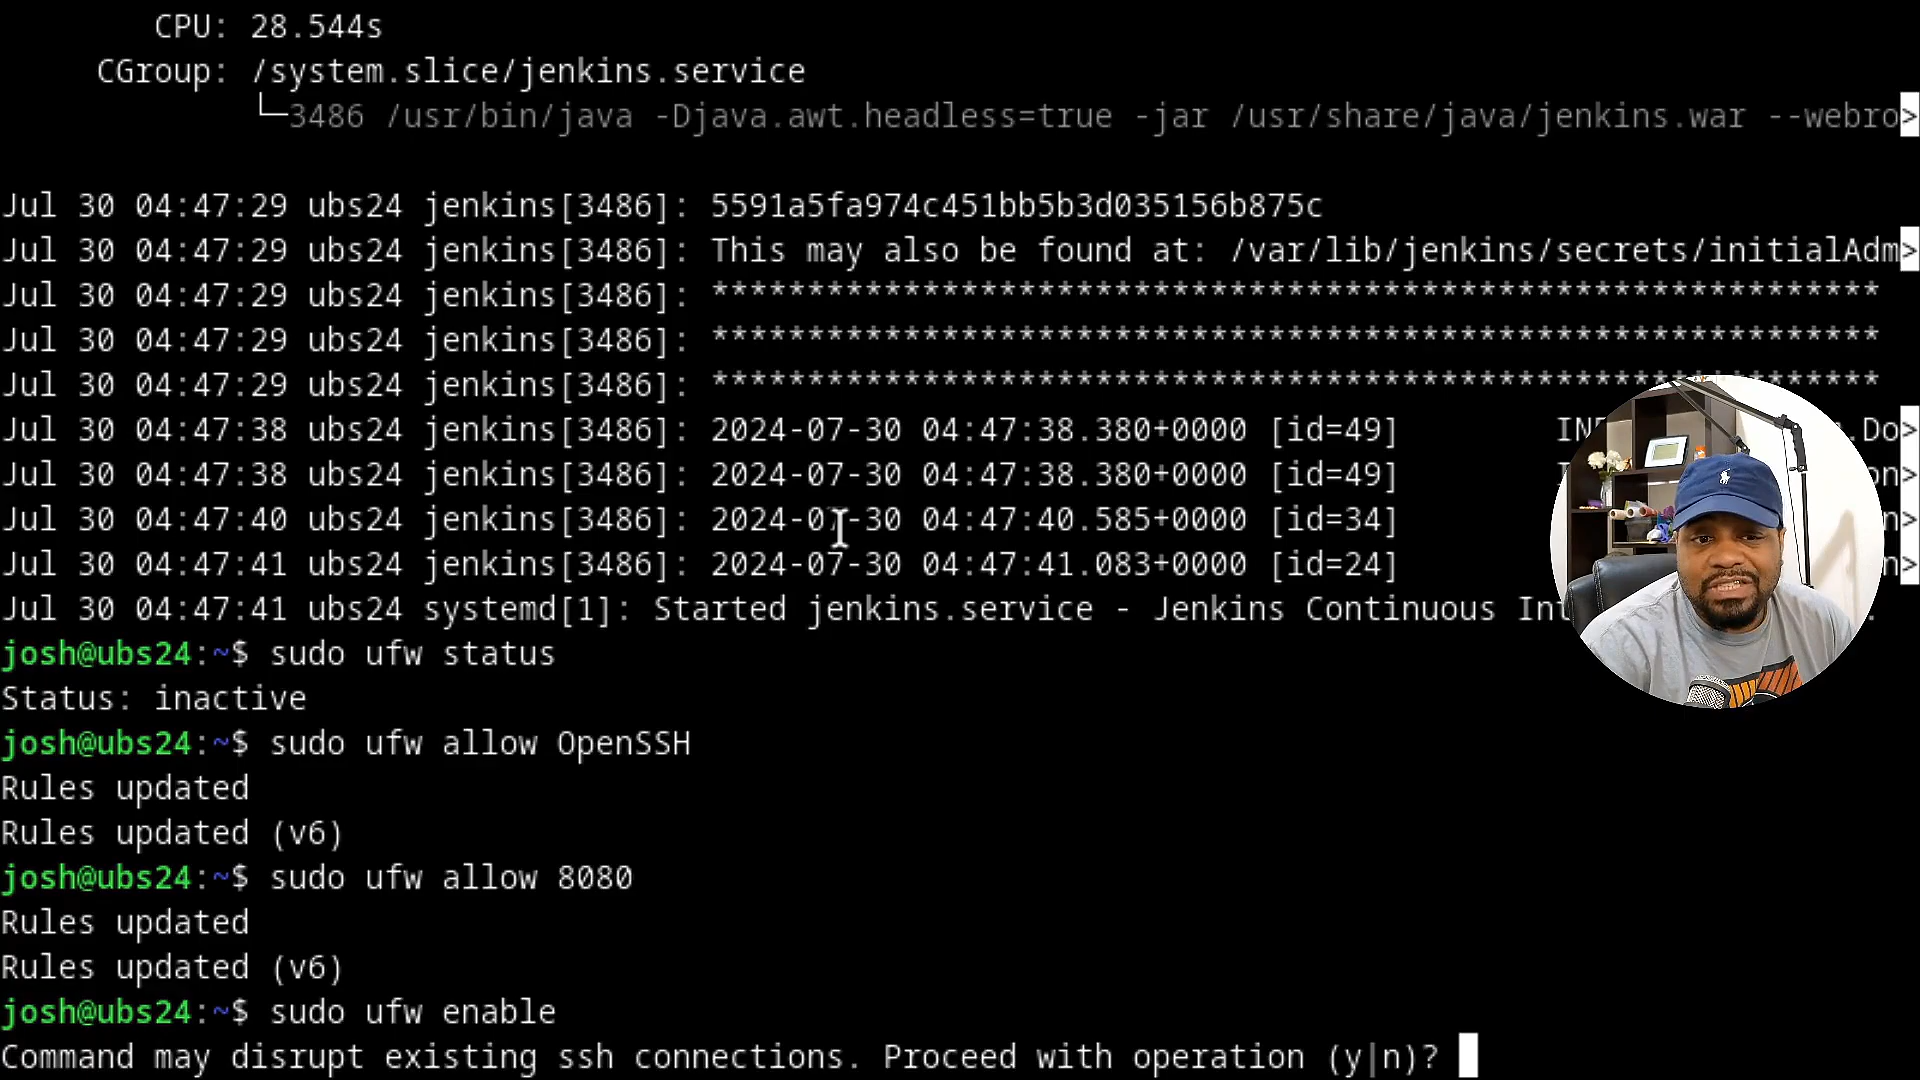 CPU: 28.544s
CGroup: /system.slice/jenkins.service
└─3486 /usr/bin/java -Djava.awt.headless=true -jar /usr/share/java/jenkins.war --webro>
Jul 30 04:47:29 ubs24 jenkins[3486]: 5591a5fa974c451bb5b3d035156b875c
Jul 30 04:47:29 ubs24 jenkins[3486]: This may also be found at: /var/lib/jenkins/secrets/initialAdm>
Jul 30 04:47:29 ubs24 jenkins[3486]: *************************************************************
Jul 30 04:47:29 ubs24 jenkins[3486]: *************************************************************
Jul 30 04:47:29 ubs24 jenkins[3486]: *************************************************************
Jul 30 04:47:38 ubs24 jenkins[3486]: 2024-07-30 04:47:38.380+0000 [id=49] .Do>
Jul 30 04:47:38 ubs24 jenkins[3486]: 2024-07-30 04:47:38.380+0000 [id=49] on>
Jul 30 04:47:40 ubs24 jenkins[3486]: 2024-07-30 04:47:40.585+0000 [id=34] n>
Jul 30 04:47:41 ubs24 jenkins[3486]: 2024-07-30 04:47:41.083+0000 [id=24] n>
Jul 30 04:47:41 ubs24 systemd[1]: Started jenkins.service - Jenkins Continuous Int
josh@ubs24:~$ sudo ufw status
Status: inactive
josh@ubs24:~$ sudo ufw allow OpenSSH
Rules updated
Rules updated (v6)
josh@ubs24:~$ sudo ufw allow 8080
Rules updated
Rules updated (v6)
josh@ubs24:~$ sudo ufw enable
Command may disrupt existing ssh connections. Proceed with operation (y|n)?